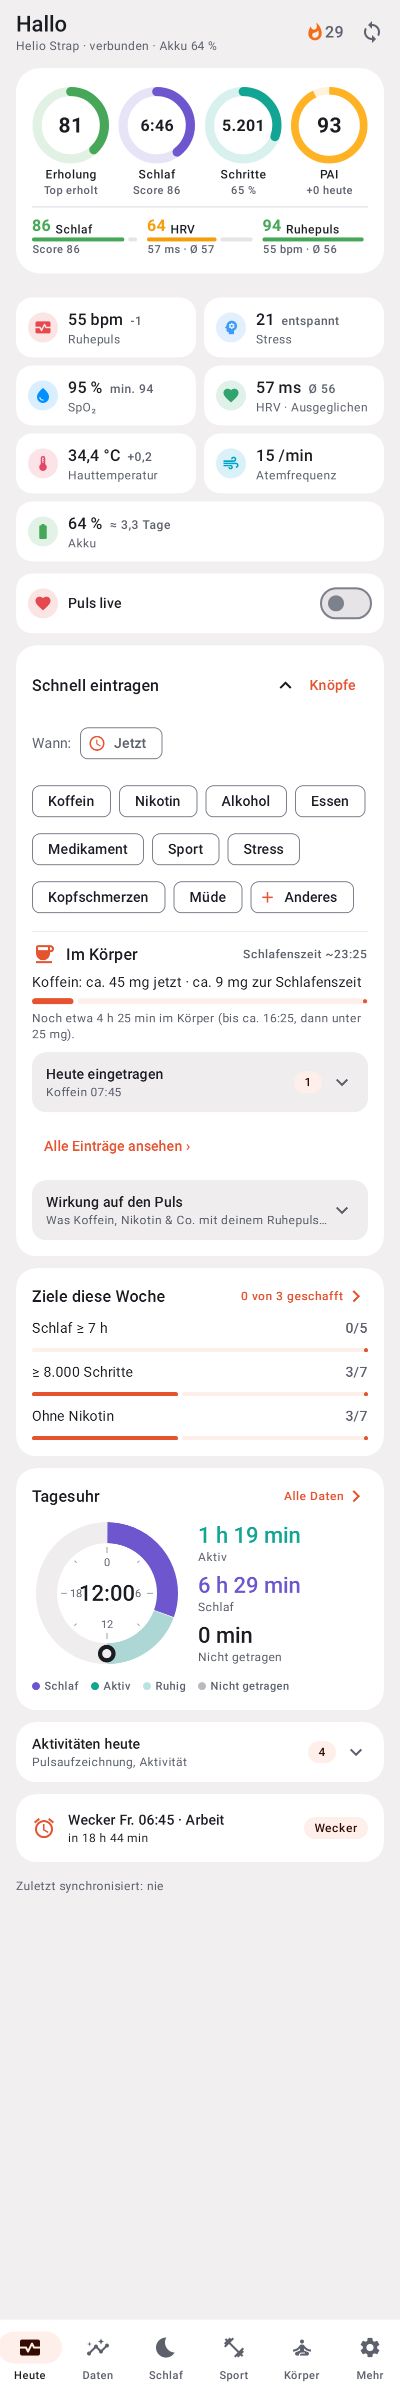 Hallo
Helio Strap · verbunden · Akku 64 %
29
81
6:46
5.201
93
Erholung
Schlaf
Schritte
PAI
Top erholt
Score 86
65 %
+0 heute
86 Schlaf
64 HRV
94 Ruhepuls
Score 86
57 ms · Ø 57
55 bpm · Ø 56
55 bpm -1
Ruhepuls
21 entspannt
Stress
95 % min. 94
SpO₂
57 ms Ø 56
HRV · Ausgeglichen
34,4 °C +0,2
Hauttemperatur
15 /min
Atemfrequenz
64 % ≈ 3,3 Tage
Akku
Puls live
Schnell eintragen
Knöpfe
Wann:
Jetzt
Koffein
Nikotin
Alkohol
Essen
Medikament
Sport
Stress
Kopfschmerzen
Müde
+ Anderes
Im Körper
Schlafenszeit ~23:25
Koffein: ca. 45 mg jetzt · ca. 9 mg zur Schlafenszeit
Noch etwa 4 h 25 min im Körper (bis ca. 16:25, dann unter
25 mg).
Heute eingetragen
Koffein 07:45
1
Alle Einträge ansehen ›
Wirkung auf den Puls
Was Koffein, Nikotin & Co. mit deinem Ruhepuls…
Ziele diese Woche
0 von 3 geschafft
Schlaf ≥ 7 h
0/5
≥ 8.000 Schritte
3/7
Ohne Nikotin
3/7
Tagesuhr
Alle Daten
0
18
12:00
6
12
1 h 19 min
Aktiv
6 h 29 min
Schlaf
0 min
Nicht getragen
Schlaf
Aktiv
Ruhig
Nicht getragen
Aktivitäten heute
Pulsaufzeichnung, Aktivität
4
Wecker Fr. 06:45 · Arbeit
in 18 h 44 min
Wecker
Zuletzt synchronisiert: nie
Heute
Daten
Schlaf
Sport
Körper
Mehr